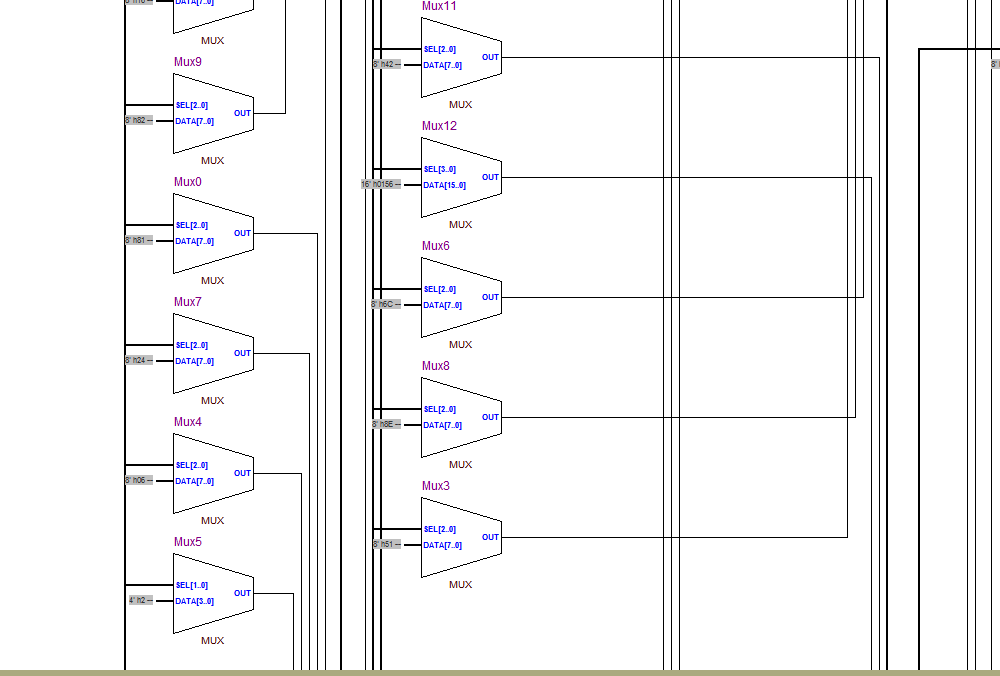 DATA[7..0]
MUX
Mux9
SEL[2..0]
OUT
8' h82
DATA[7..0]
MUX
Mux0
SEL[2..0]
OUT
8' h81
DATA[7..0]
MUX
Mux7
SEL[2..0]
OUT
8' h24
DATA[7..0]
MUX
Mux4
SEL[2..0]
OUT
8' h06
DATA[7..0]
MUX
Mux5
SEL[1..0]
OUT
4' h2
DATA[3..0]
MUX
Mux11
SEL[2..0]
OUT
8' h42
DATA[7..0]
MUX
Mux12
SEL[3..0]
OUT
16' h0156
DATA[15..0]
MUX
Mux6
SEL[2..0]
OUT
8' h6C
DATA[7..0]
MUX
Mux8
SEL[2..0]
OUT
8' h8E
DATA[7..0]
MUX
Mux3
SEL[2..0]
OUT
8' h51
DATA[7..0]
MUX